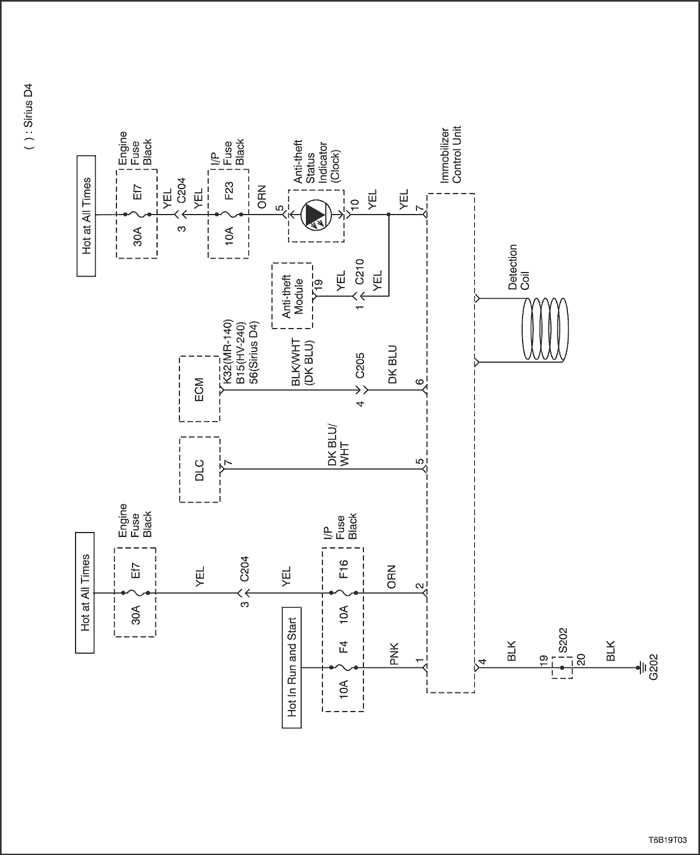 ( ) : Sirius D4
Hot at All Times
Engine
Fuse
Black
30A
Ef7
YEL
3
C204
YEL
I/P
Fuse
Black
10A
F23
ORN
5
Anti-theft
Status
Indicator
(Clock)
10
YEL
YEL
7
Anti-theft
Module
19
YEL
1
C210
YEL
ECM
K32(MR-140)
B15(HV-240)
56(Sirius D4)
BLK/WHT
(DK BLU)
4
C205
DK BLU
6
DLC
7
DK BLU/
WHT
5
Hot at All Times
Engine
Fuse
Black
30A
Ef7
YEL
3
C204
YEL
I/P
Fuse
Black
10A
F16
ORN
2
Hot In Run and Start
10A
F4
PNK
1
Immobilizer
Control Unit
Detection
Coil
4
BLK
19
S202
20
BLK
G202
T6B19T03